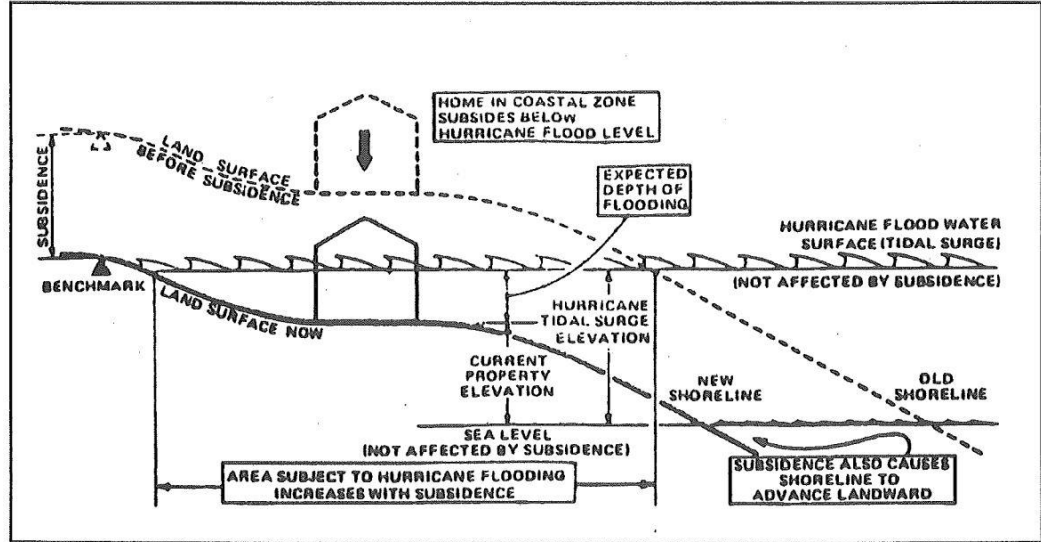 HOME IN COASTAL ZONE
SUBSIDES BELOW
HURRICANE FLOOD LEVEL
LAND SURFACE
BEFORE SUBSIDENCE
SUBSIDENCE
EXPECTED
DEPTH OF
FLOODING
HURRICANE FLOOD WATER
SURFACE (TIDAL SURGE)
(NOT AFFECTED BY SUBSIDENCE)
BENCHMARK
LAND SURFACE NOW
HURRICANE
TIDAL SURGE
ELEVATION
CURRENT
PROPERTY
ELEVATION
NEW
SHORELINE
OLD
SHORELINE
SEA LEVEL
(NOT AFFECTED BY SUBSIDENCE)
AREA SUBJECT TO HURRICANE FLOODING
INCREASES WITH SUBSIDENCE
SUBSIDENCE ALSO CAUSES
SHORELINE TO
ADVANCE LANDWARD